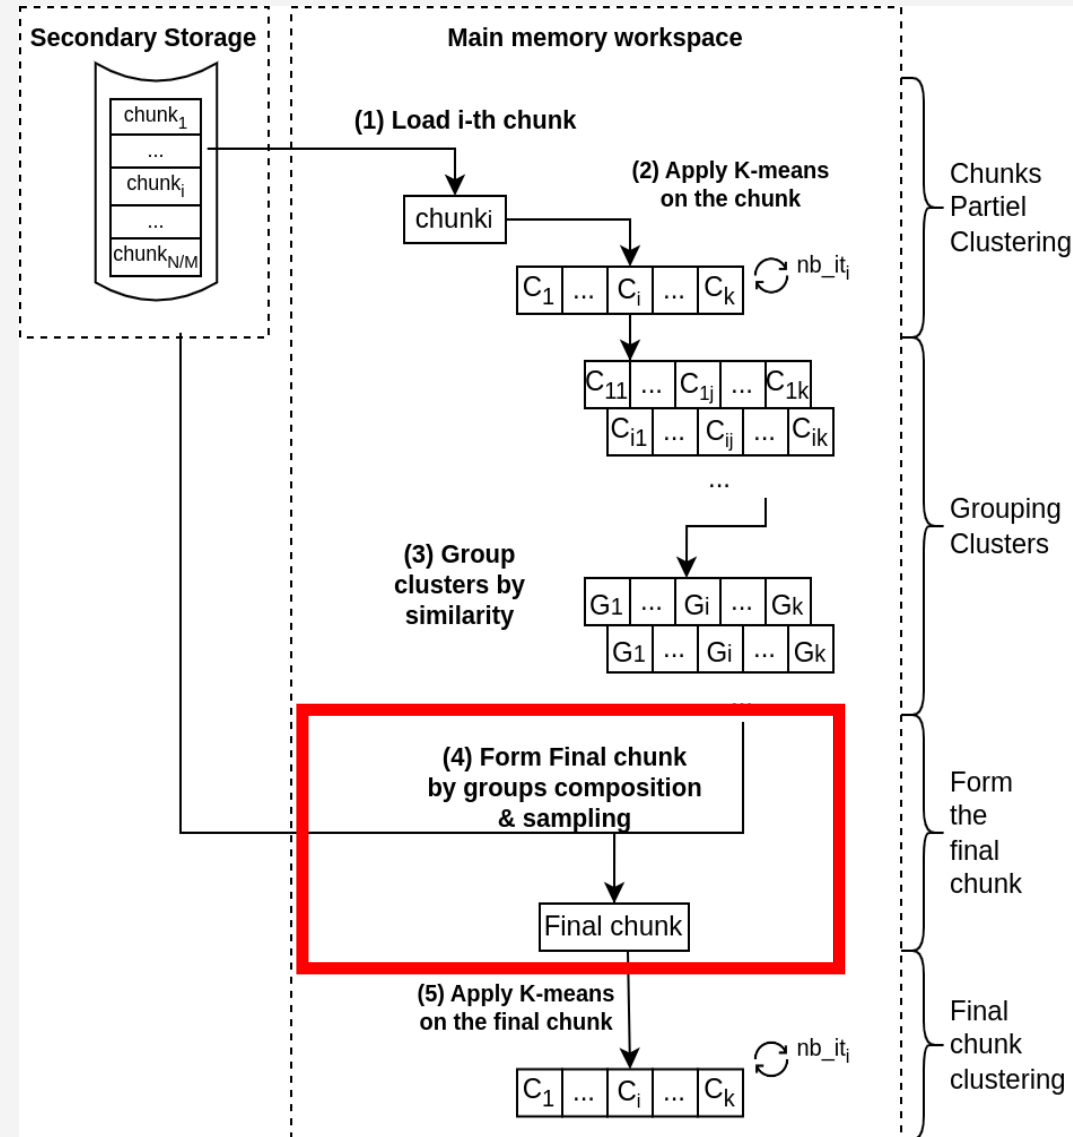 Secondary Storage
Main memory workspace
chunk1
...
chunki
...
chunkN/M
(1) Load i-th chunk
chunki
(2) Apply K-means
on the chunk
C1 ... Ci ... Ck
nb_iti
Chunks
Partiel
Clustering
C11 ... C1j ... C1k
Ci1 ... Cij ... Cik
...
(3) Group
clusters by
similarity
G1 ... Gi ... Gk
G1 ... Gi ... Gk
...
Grouping
Clusters
(4) Form Final chunk
by groups composition
& sampling
Final chunk
Form
the
final
chunk
(5) Apply K-means
on the final chunk
C1 ... Ci ... Ck
nb_iti
Final
chunk
clustering